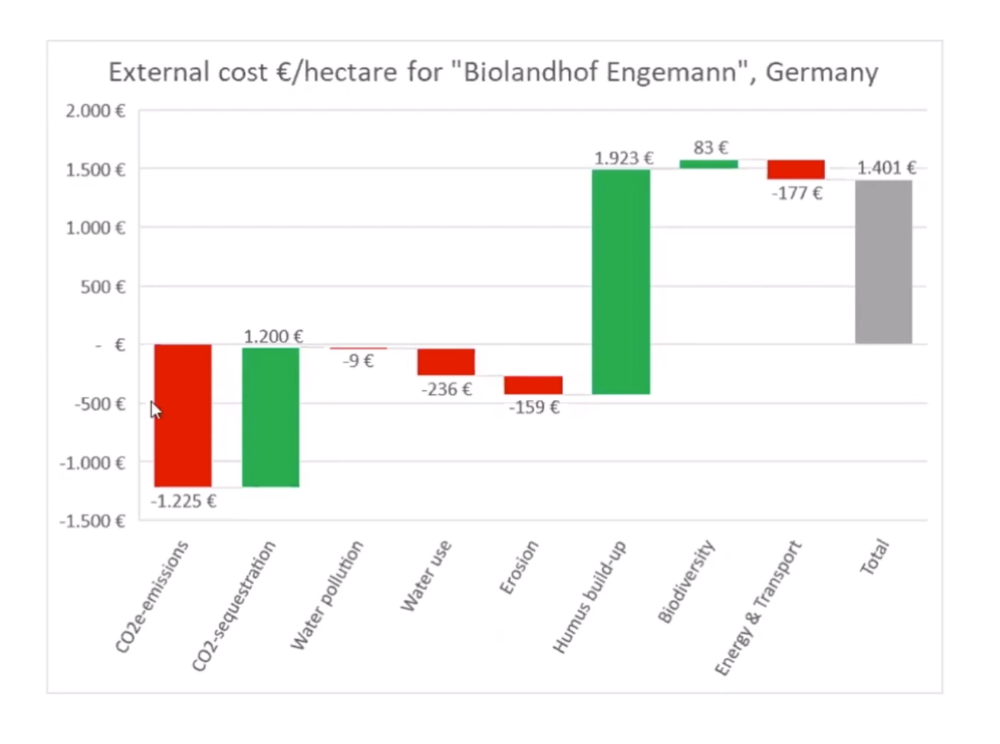 External cost €/hectare for "Biolandhof Engemann", Germany
2.000 €
1.500 €
1.000 €
500 €
- €
-500 €
-1.000 €
-1.500 €
-1.225 €
1.200 €
-9 €
-236 €
-159 €
1.923 €
83 €
-177 €
1.401 €
CO2e-emissions
CO2-sequestration
Water pollution
Water use
Erosion
Humus build-up
Biodiversity
Energy & Transport
Total